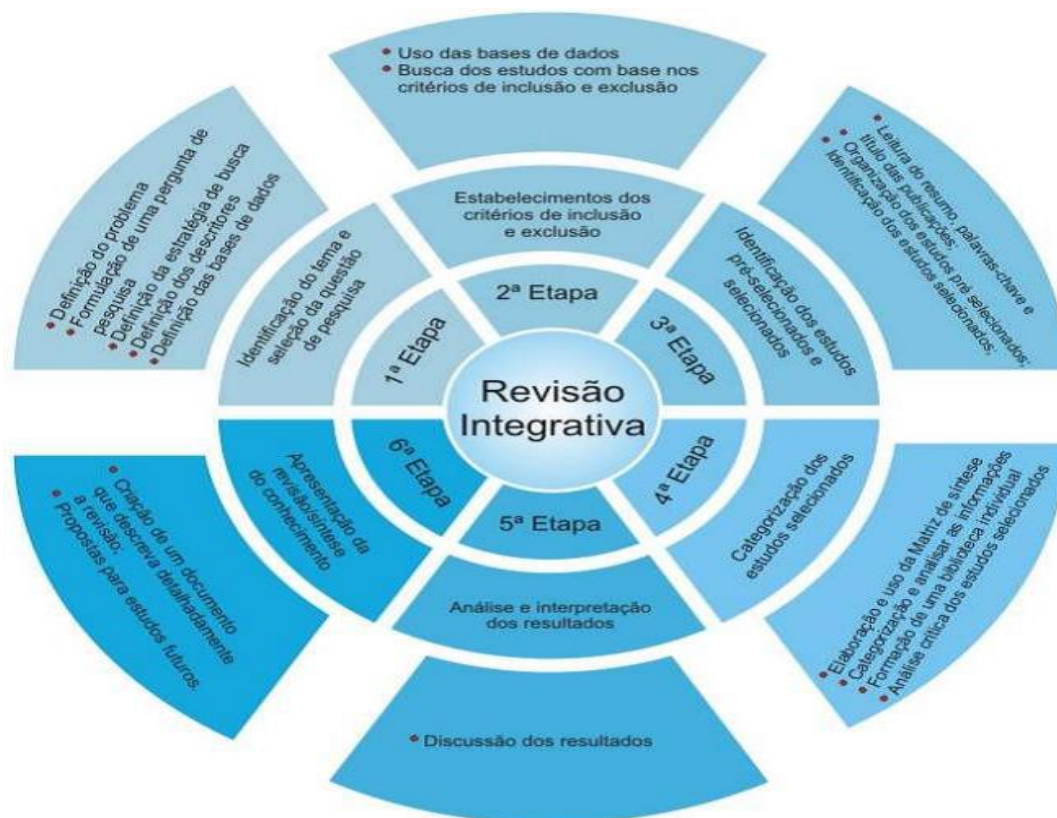 Revisão
Integrativa
1ª Etapa
Identificação do tema e
seleção da questão
de pesquisa
• Definição do problema
• Formulação de uma pergunta de
pesquisa
• Definição da estratégia de busca
• Definição dos descritores
• Definição das bases de dados
2ª Etapa
Estabelecimentos dos
critérios de inclusão
e exclusão
• Uso das bases de dados
• Busca dos estudos com base nos
critérios de inclusão e exclusão
3ª Etapa
Identificação dos estudos
pré-selecionados e
selecionados
• Leitura do resumo, palavras-chave e
título das publicações;
• Organização dos estudos pré selecionados;
• Identificação dos estudos selecionados;
4ª Etapa
Categorização dos
estudos selecionados
• Elaboração e uso da Matriz de síntese
• Categorização e analisar as informações
• Formação de uma biblioteca individual
• Análise crítica dos estudos selecionados
5ª Etapa
Análise e interpretação
dos resultados
• Discussão dos resultados
6ª Etapa
Apresentação da
revisão/síntese
do conhecimento
• Criação de um documento
que descreva detalhadamente
a revisão;
• Propostas para estudos futuros.